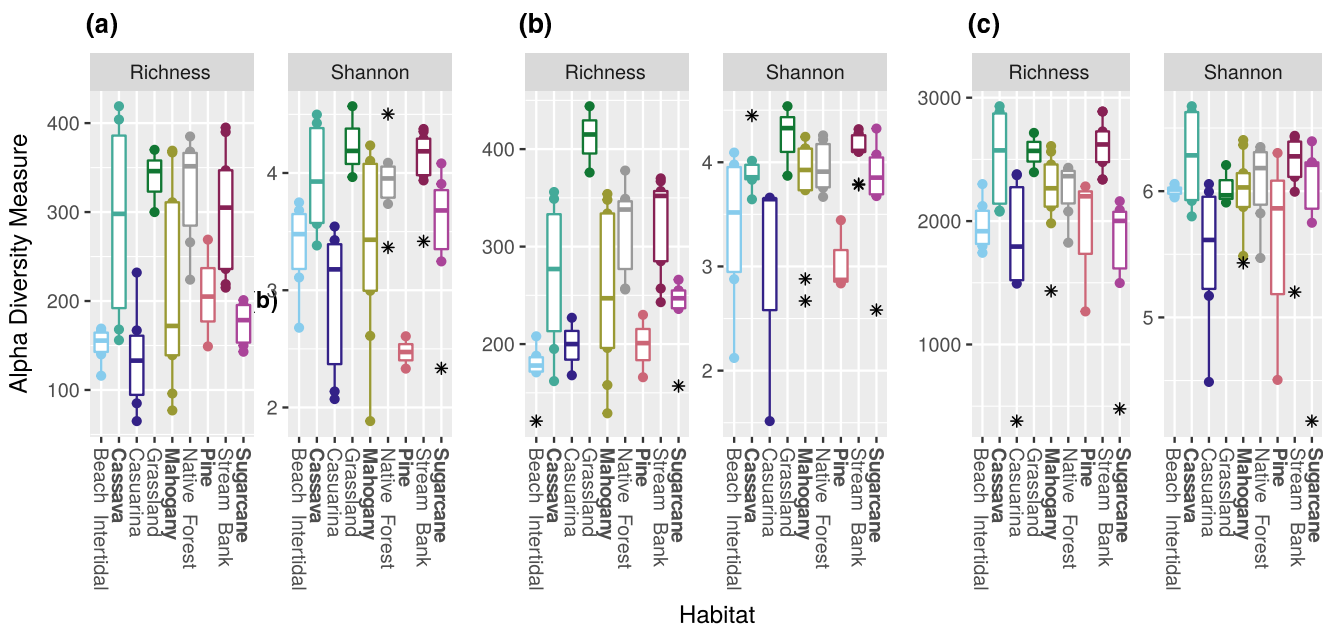 (a)
(b)
(c)
Richness
Shannon
Richness
Shannon
Richness
Shannon
Alpha Diversity Measure
400
300
200
100
b)
4
3
2
400
300
200
4
3
2
3000
2000
1000
6
5
Beach Intertidal
Cassava
Casuarina
Grassland
Mahogany
Native Forest
Pine
Stream Bank
Sugarcane
Beach Intertidal
Cassava
Casuarina
Grassland
Mahogany
Native Forest
Pine
Stream Bank
Sugarcane
Beach Intertidal
Cassava
Casuarina
Grassland
Mahogany
Native Forest
Pine
Stream Bank
Sugarcane
Beach Intertidal
Cassava
Casuarina
Grassland
Mahogany
Native Forest
Pine
Stream Bank
Sugarcane
Beach Intertidal
Cassava
Casuarina
Grassland
Mahogany
Native Forest
Pine
Stream Bank
Sugarcane
Beach Intertidal
Cassava
Casuarina
Grassland
Mahogany
Native Forest
Pine
Stream Bank
Sugarcane
Habitat